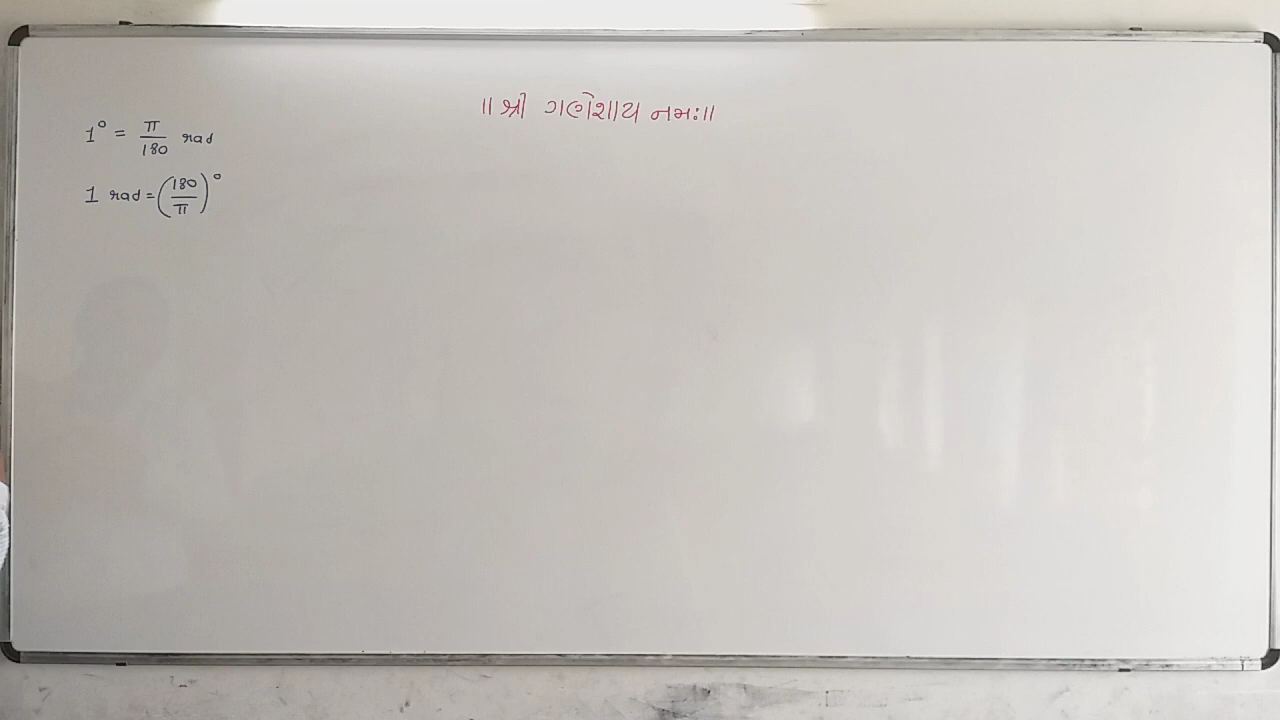 ॥ શ્રી ગણેશાય નમઃ॥
1° = π/180 rad
1 rad = (180/π)°